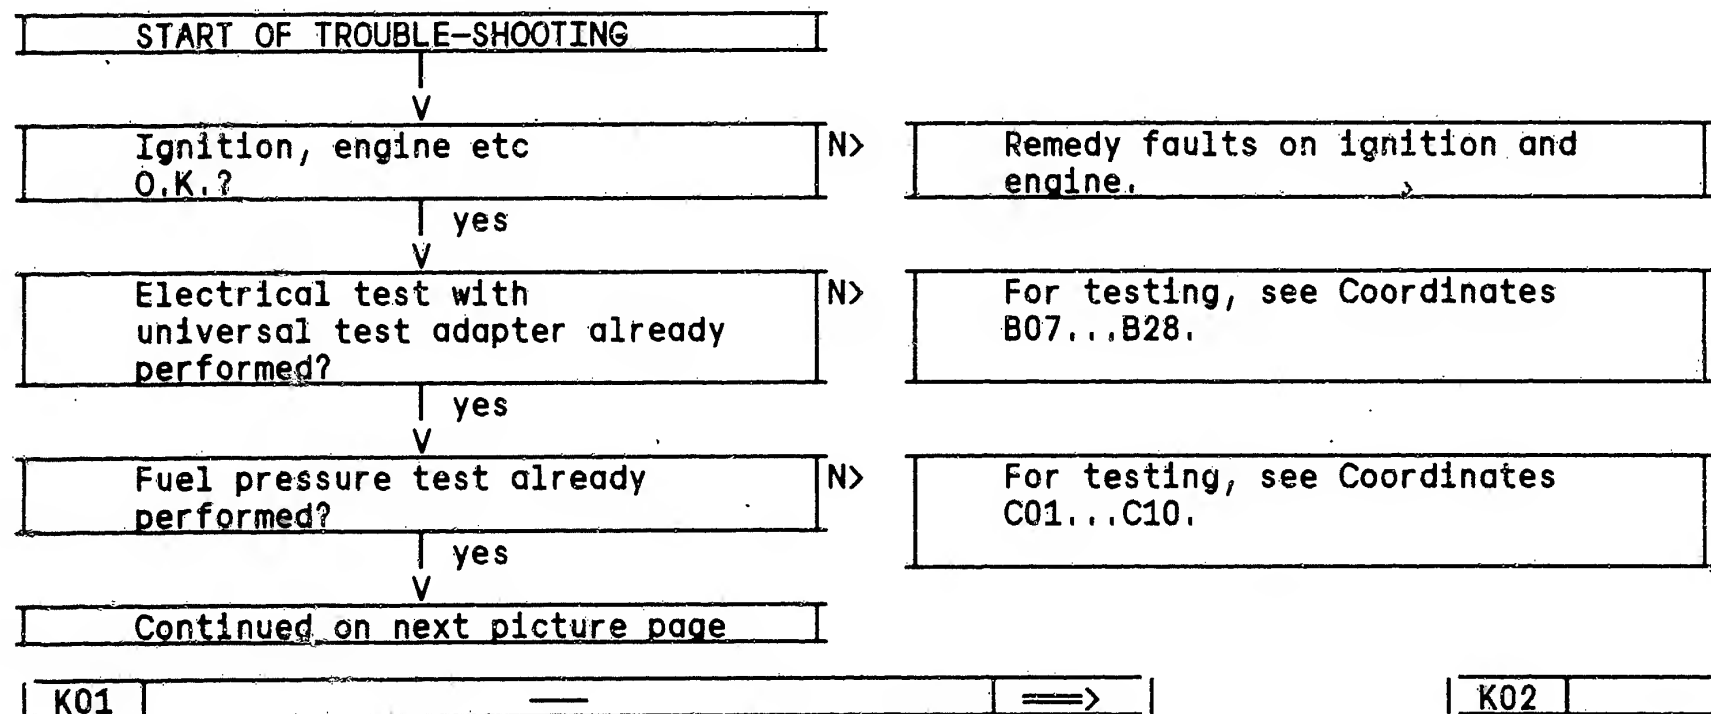 START OF TROUBLE-SHOOTING
Ignition, engine etc
O.K.?
N>
Remedy faults on ignition and
engine.
yes
Electrical test with
universal test adapter already
performed?
N>
For testing, see Coordinates
B07...B28.
yes
Fuel pressure test already
performed?
N>
For testing, see Coordinates
C01...C10.
yes
Continued on next picture page
K01
K02